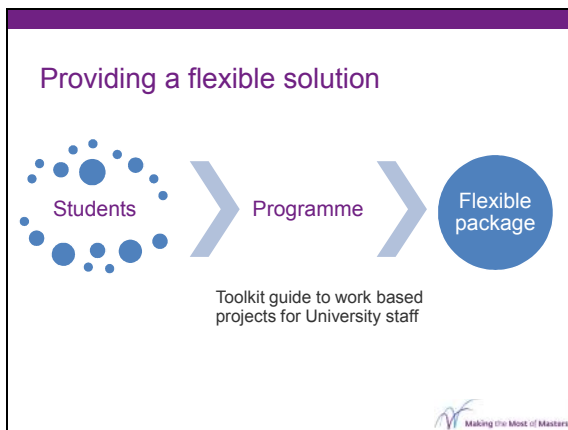 Providing a flexible solution
Students
Programme
Flexible
package
Toolkit guide to work based
projects for University staff
Making the Most of Masters